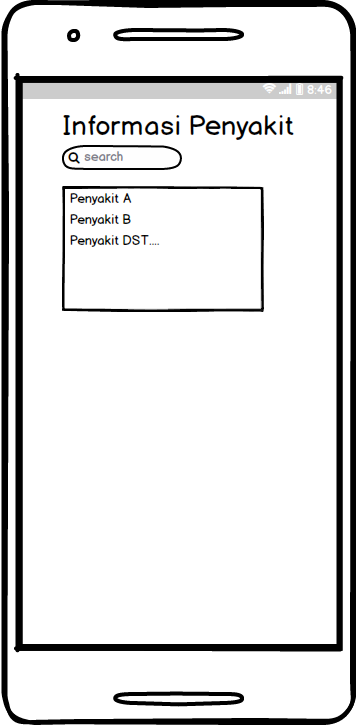 8:46
Informasi Penyakit
search
Penyakit A
Penyakit B
Penyakit DST....